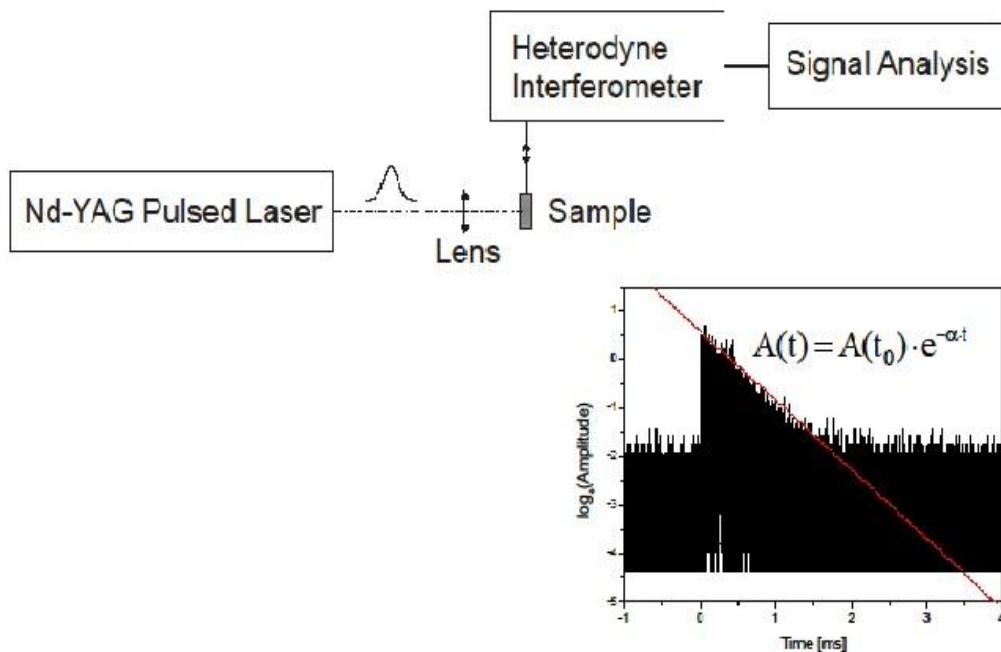 Heterodyne
Interferometer
Signal Analysis
Nd-YAG Pulsed Laser
Sample
Lens
A(t) = A(t₀) · e^{-α·t}
1
0
-1
-2
-3
-4
-5
logₑ(Amplitude)
-1 0 1 2 3 4
Time [ms]